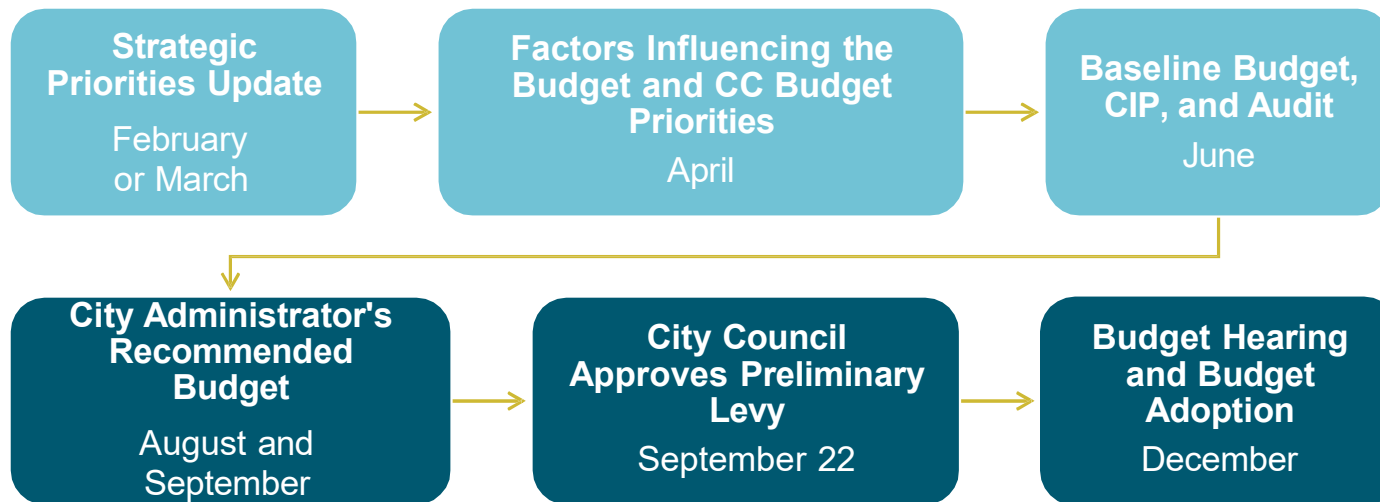 Strategic
Priorities Update
February
or March
Factors Influencing the
Budget and CC Budget
Priorities
April
Baseline Budget,
CIP, and Audit
June
City Administrator's
Recommended
Budget
August and
September
City Council
Approves Preliminary
Levy
September 22
Budget Hearing
and Budget
Adoption
December